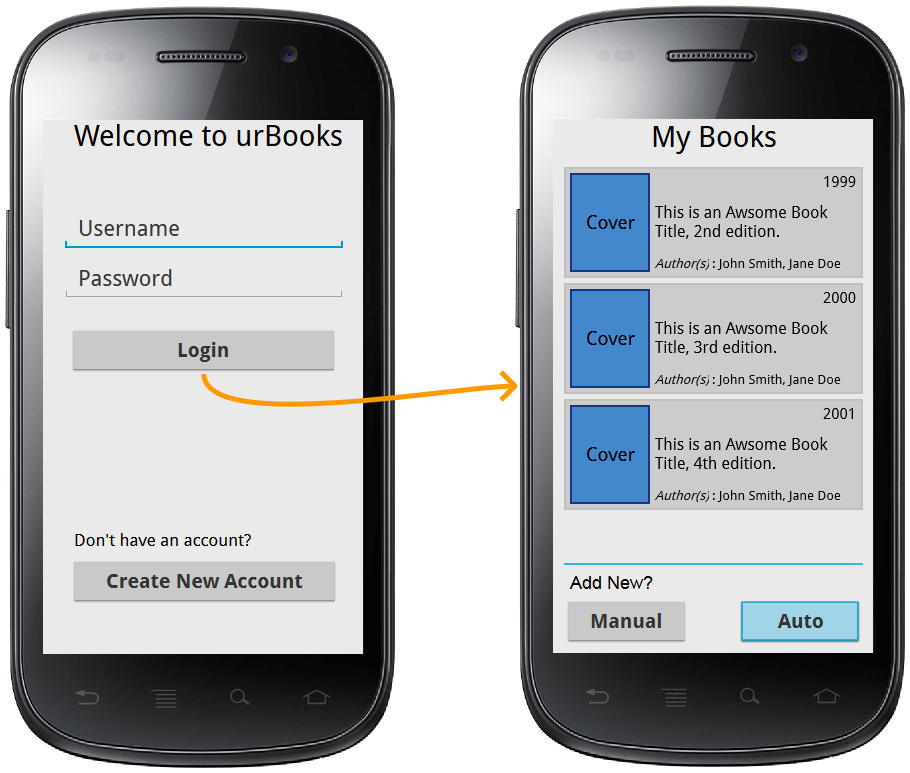 Welcome to urBooks
Username
Password
Login
Don't have an account?
Create New Account
My Books
1999
Cover
This is an Awsome Book
Title, 2nd edition.
Author(s) : John Smith, Jane Doe
2000
Cover
This is an Awsome Book
Title, 3rd edition.
Author(s) : John Smith, Jane Doe
2001
Cover
This is an Awsome Book
Title, 4th edition.
Author(s) : John Smith, Jane Doe
Add New?
Manual
Auto